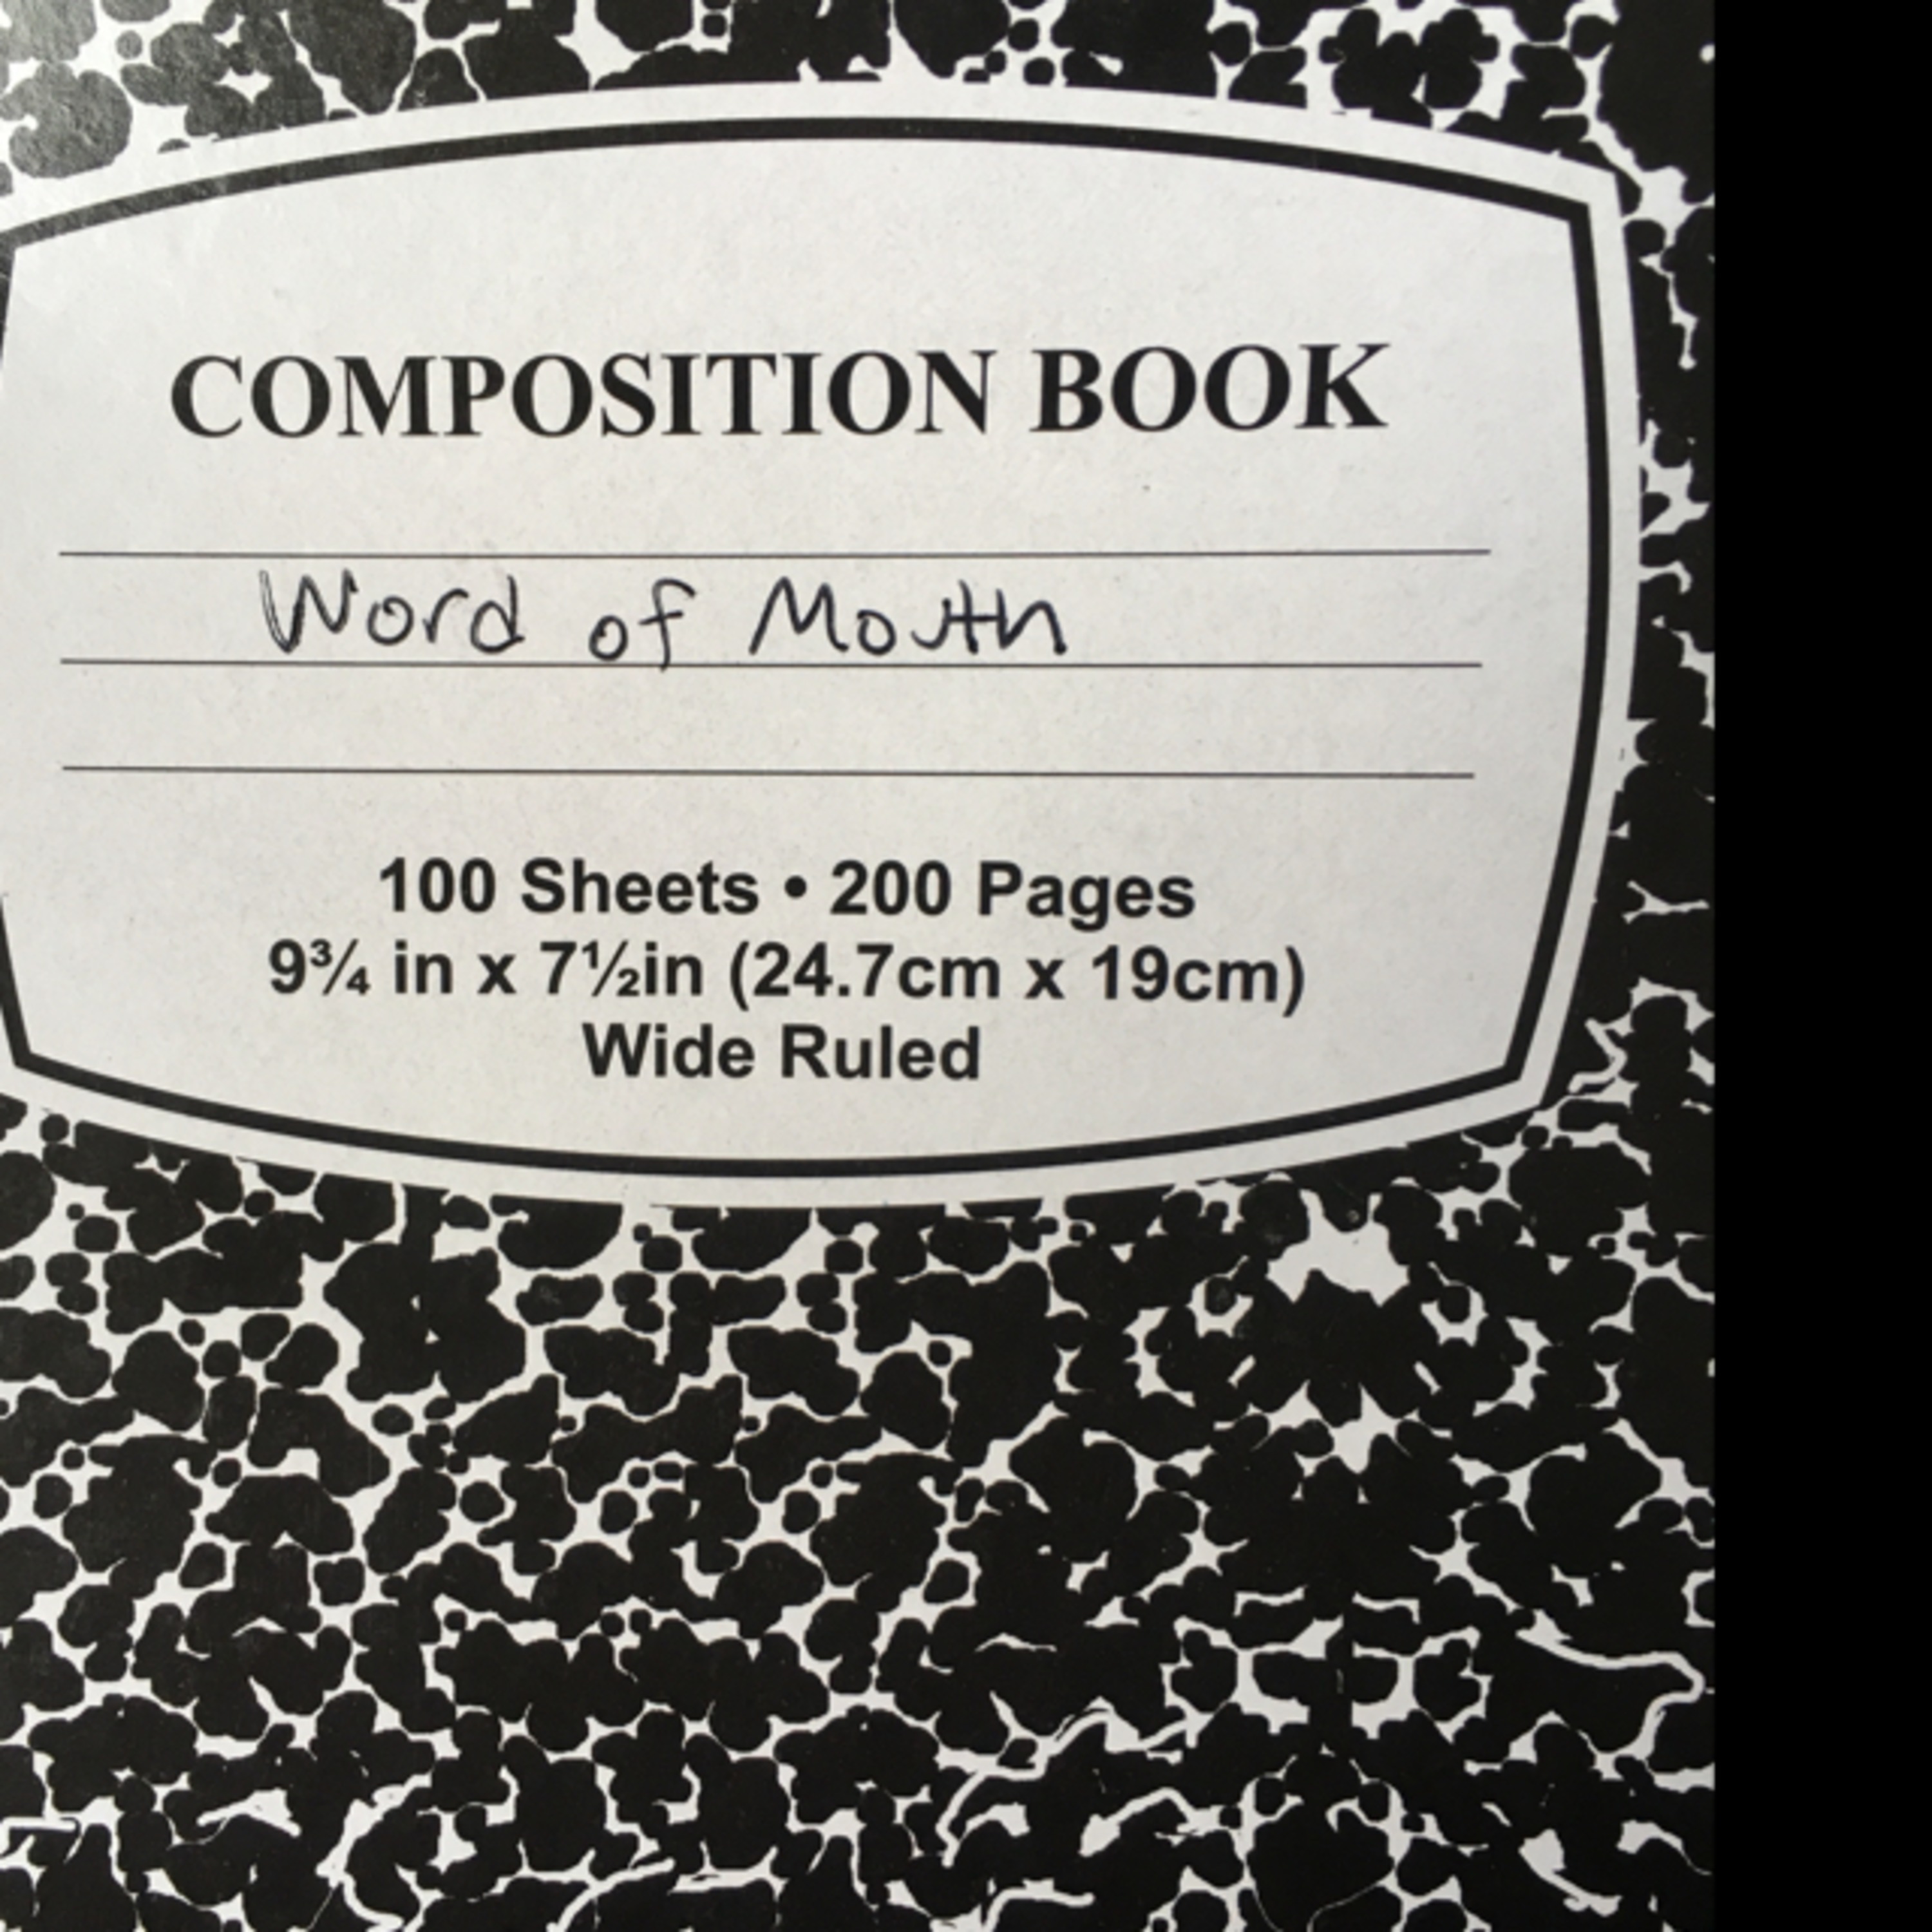 COMPOSITION BOOK
Word of Mouth
100 Sheets • 200 Pages
9¾ in x 7½in (24.7cm x 19cm)
Wide Ruled